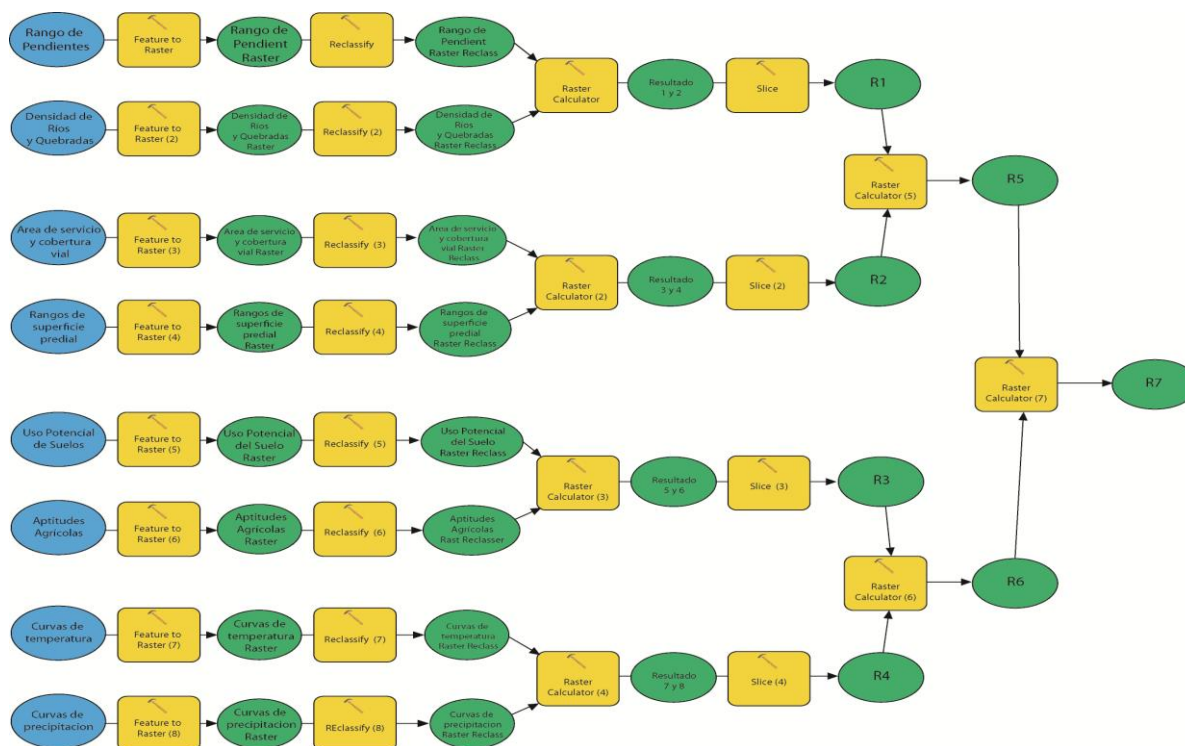 Rango de
Pendientes
Feature to
Raster
Rango de
Pendient
Raster
Reclassify
Rango de
Pendient
Raster Reclass
Densidad de
Rios
y Quebradas
Feature to
Raster (2)
Densidad de
Rios
y Quebradas
Raster
Reclassify (2)
Densidad de
Rios
y Quebradas
Raster Reclass
Raster
Calculator
Resultado
1 y 2
Slice
R1
Area de servicio
y cobertura
vial
Feature to
Raster (3)
Area de servicio
y cobertura
vial Raster
Reclassify (3)
Area de servicio
y cobertura
vial Raster
Reclass
Rangos de
superficie
predial
Feature to
Raster (4)
Rangos de
superficie
predial
Raster
Reclassify (4)
Rangos de
superficie
predial
Raster Reclass
Raster
Calculator (2)
Resultado
3 y 4
Slice (2)
R2
Raster
Calculator (5)
R5
Uso Potencial
de Suelos
Feature to
Raster (5)
Uso Potencial
del Suelo
Raster
Reclassify (5)
Uso Potencial
del Suelo
Raster Reclass
Aptitudes
Agrícolas
Feature to
Raster (6)
Aptitudes
Agrícolas
Raster
Reclassify (6)
Aptitudes
Agrícolas
Rast Reclasser
Raster
Calculator (3)
Resultado
5 y 6
Slice (3)
R3
Curvas de
temperatura
Feature to
Raster (7)
Curvas de
temperatura
Raster
Reclassify (7)
Curvas de
temperatura
Raster Reclass
Curvas de
precipitacion
Feature to
Raster (8)
Curvas de
precipitacion
Raster
REclassify (8)
Curvas de
precipitacion
Raster Reclass
Raster
Calculator (4)
Resultado
7 y 8
Slice (4)
R4
Raster
Calculator (6)
R6
Raster
Calculator (7)
R7